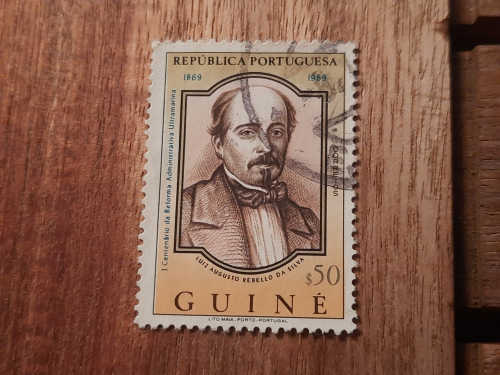 REPÚBLICA PORTUGUESA
1869 1969
I Centenário da Reforma Administrativa Ultramarina
LUIZ AUGUSTO REBELLO DA SILVA
$50
GUINÉ
LITO MAIA - PORTO - PORTUGAL